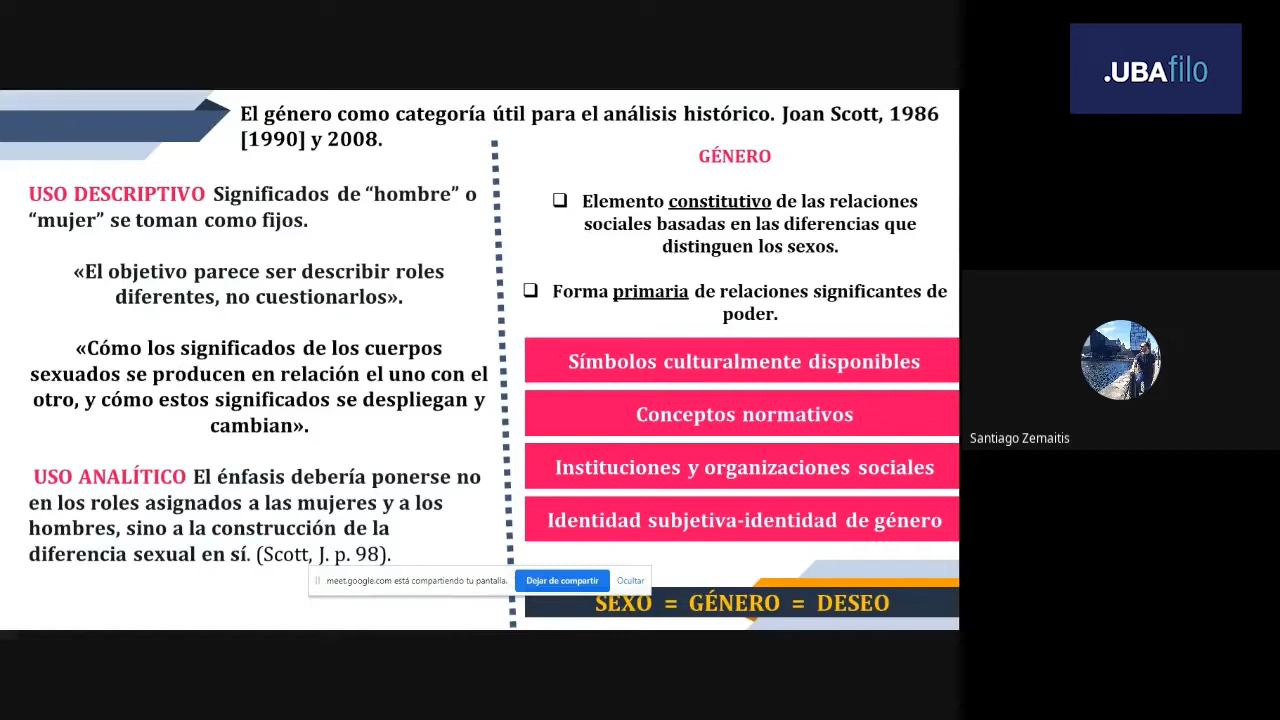 .UBAfilo
El género como categoría útil para el análisis histórico. Joan Scott, 1986
[1990] y 2008.
USO DESCRIPTIVO Significados de “hombre” o
“mujer” se toman como fijos.
«El objetivo parece ser describir roles
diferentes, no cuestionarlos».
«Cómo los significados de los cuerpos
sexuados se producen en relación el uno con el
otro, y cómo estos significados se despliegan y
cambian».
USO ANALÍTICO El énfasis debería ponerse no
en los roles asignados a las mujeres y a los
hombres, sino a la construcción de la
diferencia sexual en sí. (Scott, J. p. 98).
GÉNERO
Elemento constitutivo de las relaciones
sociales basadas en las diferencias que
distinguen los sexos.
Forma primaria de relaciones significantes de
poder.
Símbolos culturalmente disponibles
Conceptos normativos
Instituciones y organizaciones sociales
Identidad subjetiva-identidad de género
SEXO = GÉNERO = DESEO
meet.google.com está compartiendo tu pantalla. Dejar de compartir Ocultar
Santiago Zemaitis